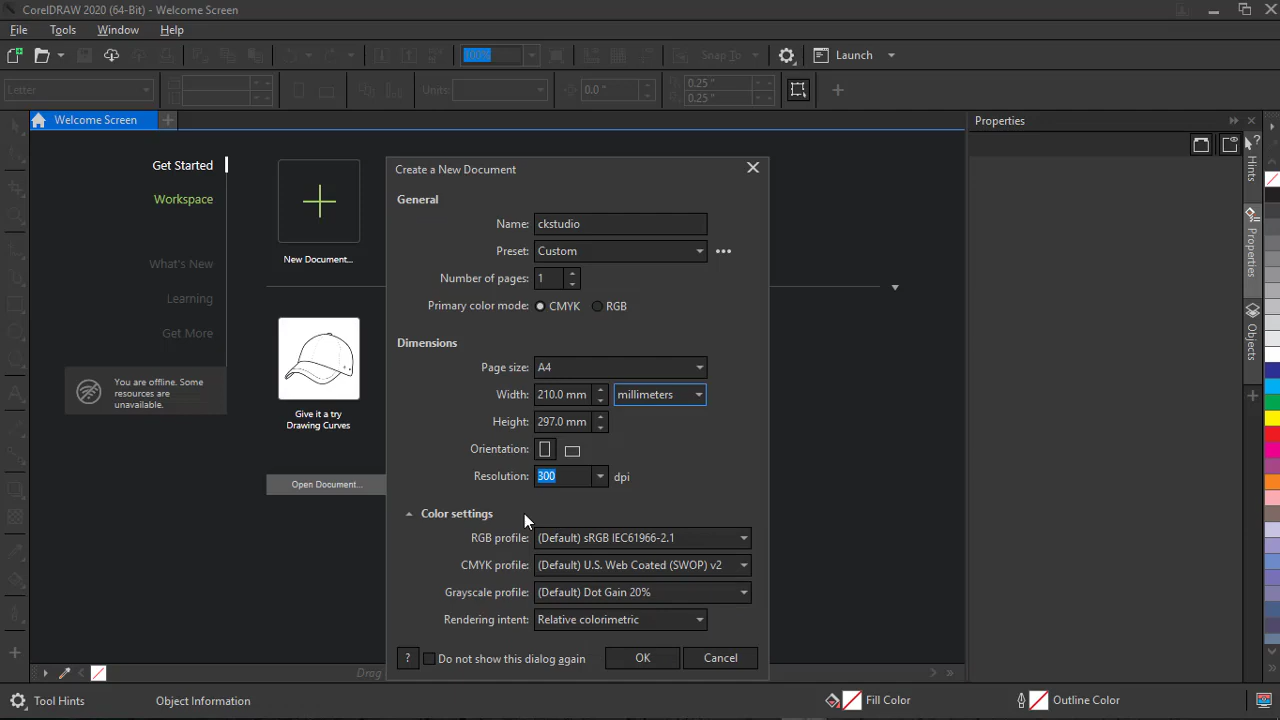 CorelDRAW 2020 (64-Bit) - Welcome Screen
File Tools Window Help
100% Snap To Launch
Letter Units: 0.0 " 0.25 "
0.25 "
Welcome Screen
Properties
Get Started
Workspace
What's New
Learning
Get More
You are offline. Some
resources are
unavailable.
New Document...
Give it a try
Drawing Curves
Open Document...
Create a New Document
General
Name: ckstudio
Preset: Custom
Number of pages: 1
Primary color mode: CMYK RGB
Dimensions
Page size: A4
Width: 210.0 mm millimeters
Height: 297.0 mm
Orientation:
Resolution: 300 dpi
Color settings
RGB profile: (Default) sRGB IEC61966-2.1
CMYK profile: (Default) U.S. Web Coated (SWOP) v2
Grayscale profile: (Default) Dot Gain 20%
Rendering intent: Relative colorimetric
? Do not show this dialog again OK Cancel
Hints
Properties
Objects
Drag
Tool Hints Object Information Fill Color Outline Color